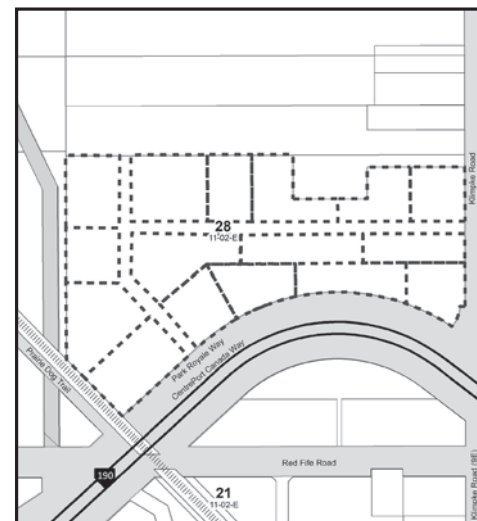 Klimpke Road
28
11-02-E
Park Royale Way
CentrePort Canada Way
Prairie Dog Trail
Red Fife Road
190
21
11-02-E
Klimpke Road (9E)